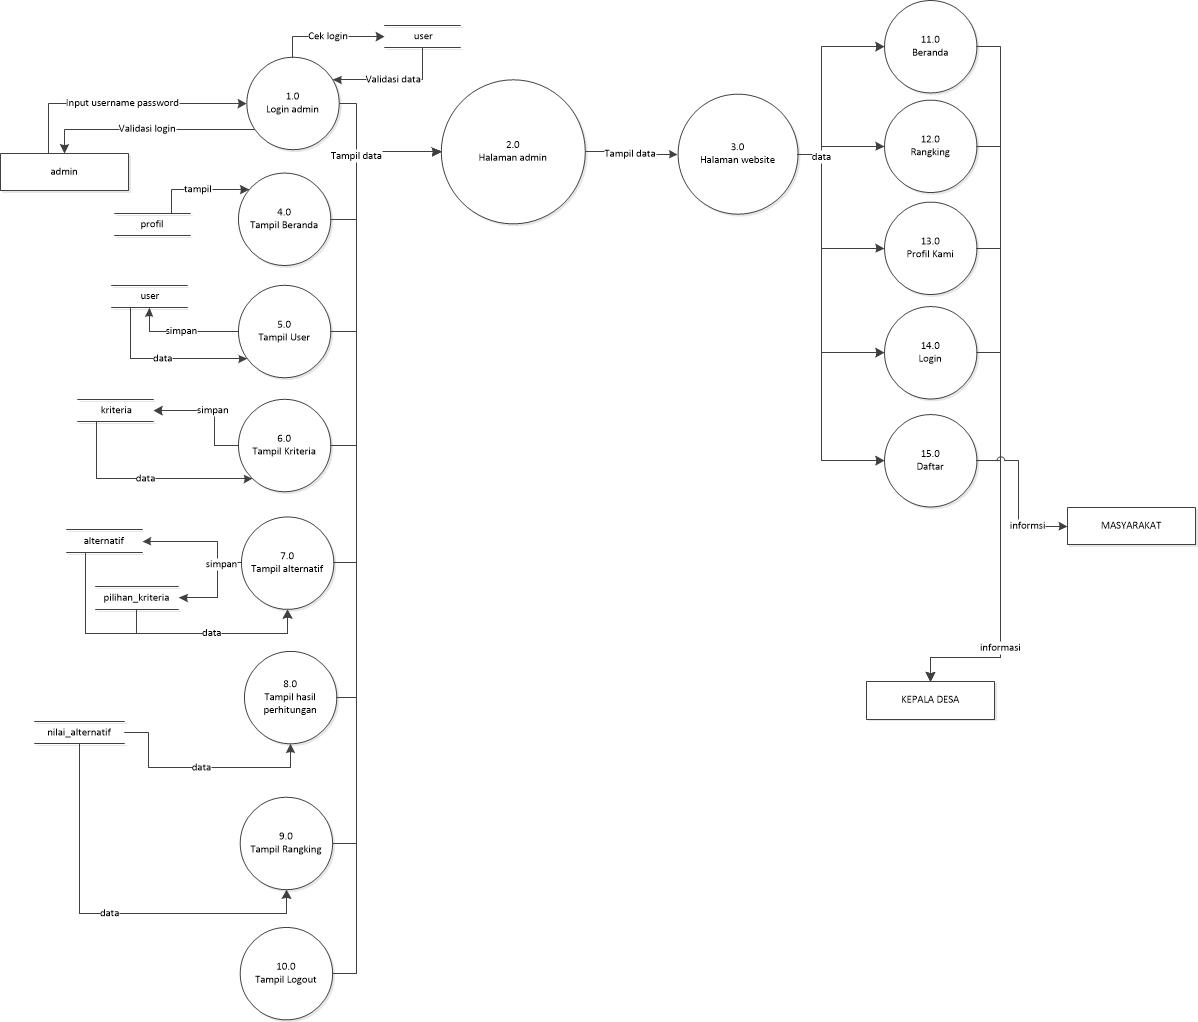 Cek login
user
Validasi data
1.0
Login admin
Input username password
Validasi login
admin
Tampil data
2.0
Halaman admin
Tampil data
3.0
Halaman website
data
11.0
Beranda
12.0
Rangking
13.0
Profil Kami
14.0
Login
15.0
Daftar
informsi
MASYARAKAT
informasi
KEPALA DESA
tampil
profil
4.0
Tampil Beranda
user
simpan
data
5.0
Tampil User
kriteria
simpan
data
6.0
Tampil Kriteria
alternatif
simpan
pilihan_kriteria
data
7.0
Tampil alternatif
8.0
Tampil hasil
perhitungan
nilai_alternatif
data
9.0
Tampil Rangking
data
10.0
Tampil Logout